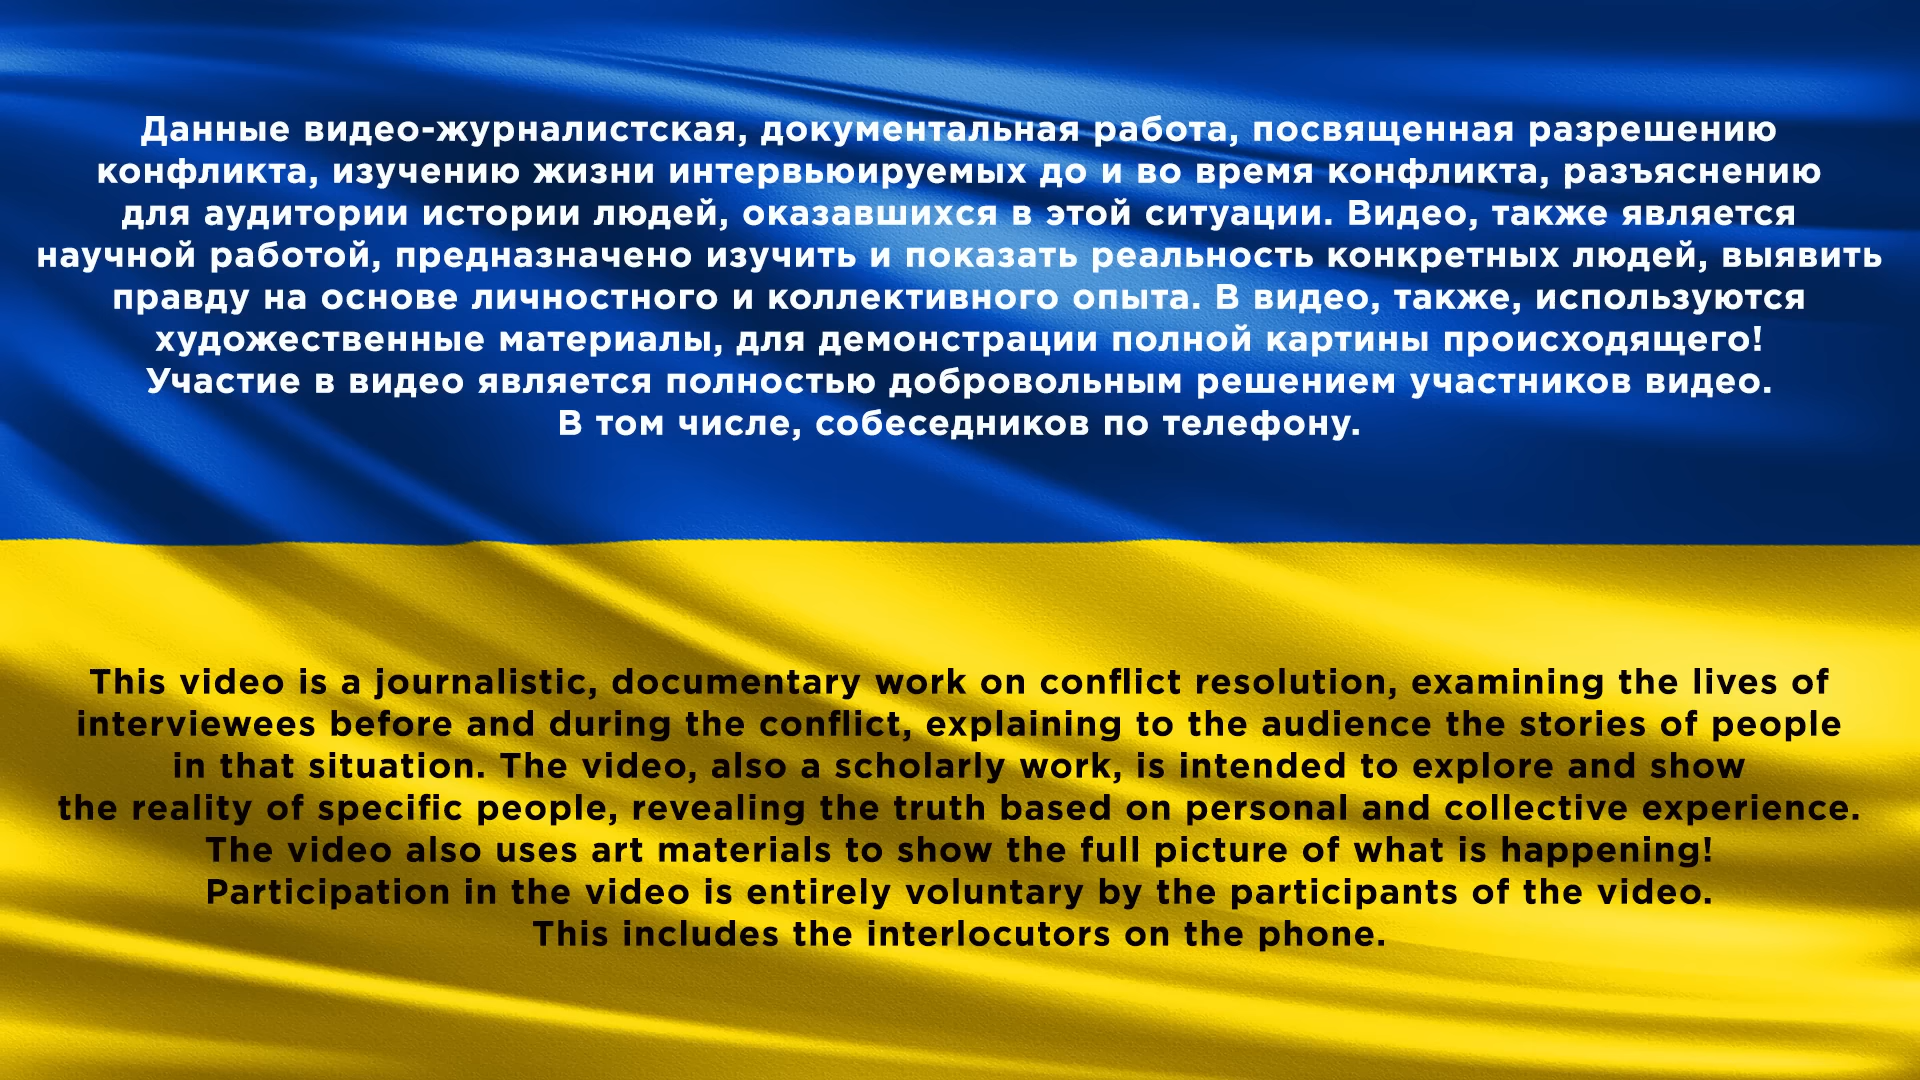 Данные видео-журналистская, документальная работа, посвященная разрешению
конфликта, изучению жизни интервьюируемых до и во время конфликта, разъяснению
для аудитории истории людей, оказавшихся в этой ситуации. Видео, также является
научной работой, предназначено изучить и показать реальность конкретных людей, выявить
правду на основе личностного и коллективного опыта. В видео, также, используются
художественные материалы, для демонстрации полной картины происходящего!
Участие в видео является полностью добровольным решением участников видео.
В том числе, собеседников по телефону.
This video is a journalistic, documentary work on conflict resolution, examining the lives of
interviewees before and during the conflict, explaining to the audience the stories of people
in that situation. The video, also a scholarly work, is intended to explore and show
the reality of specific people, revealing the truth based on personal and collective experience.
The video also uses art materials to show the full picture of what is happening!
Participation in the video is entirely voluntary by the participants of the video.
This includes the interlocutors on the phone.